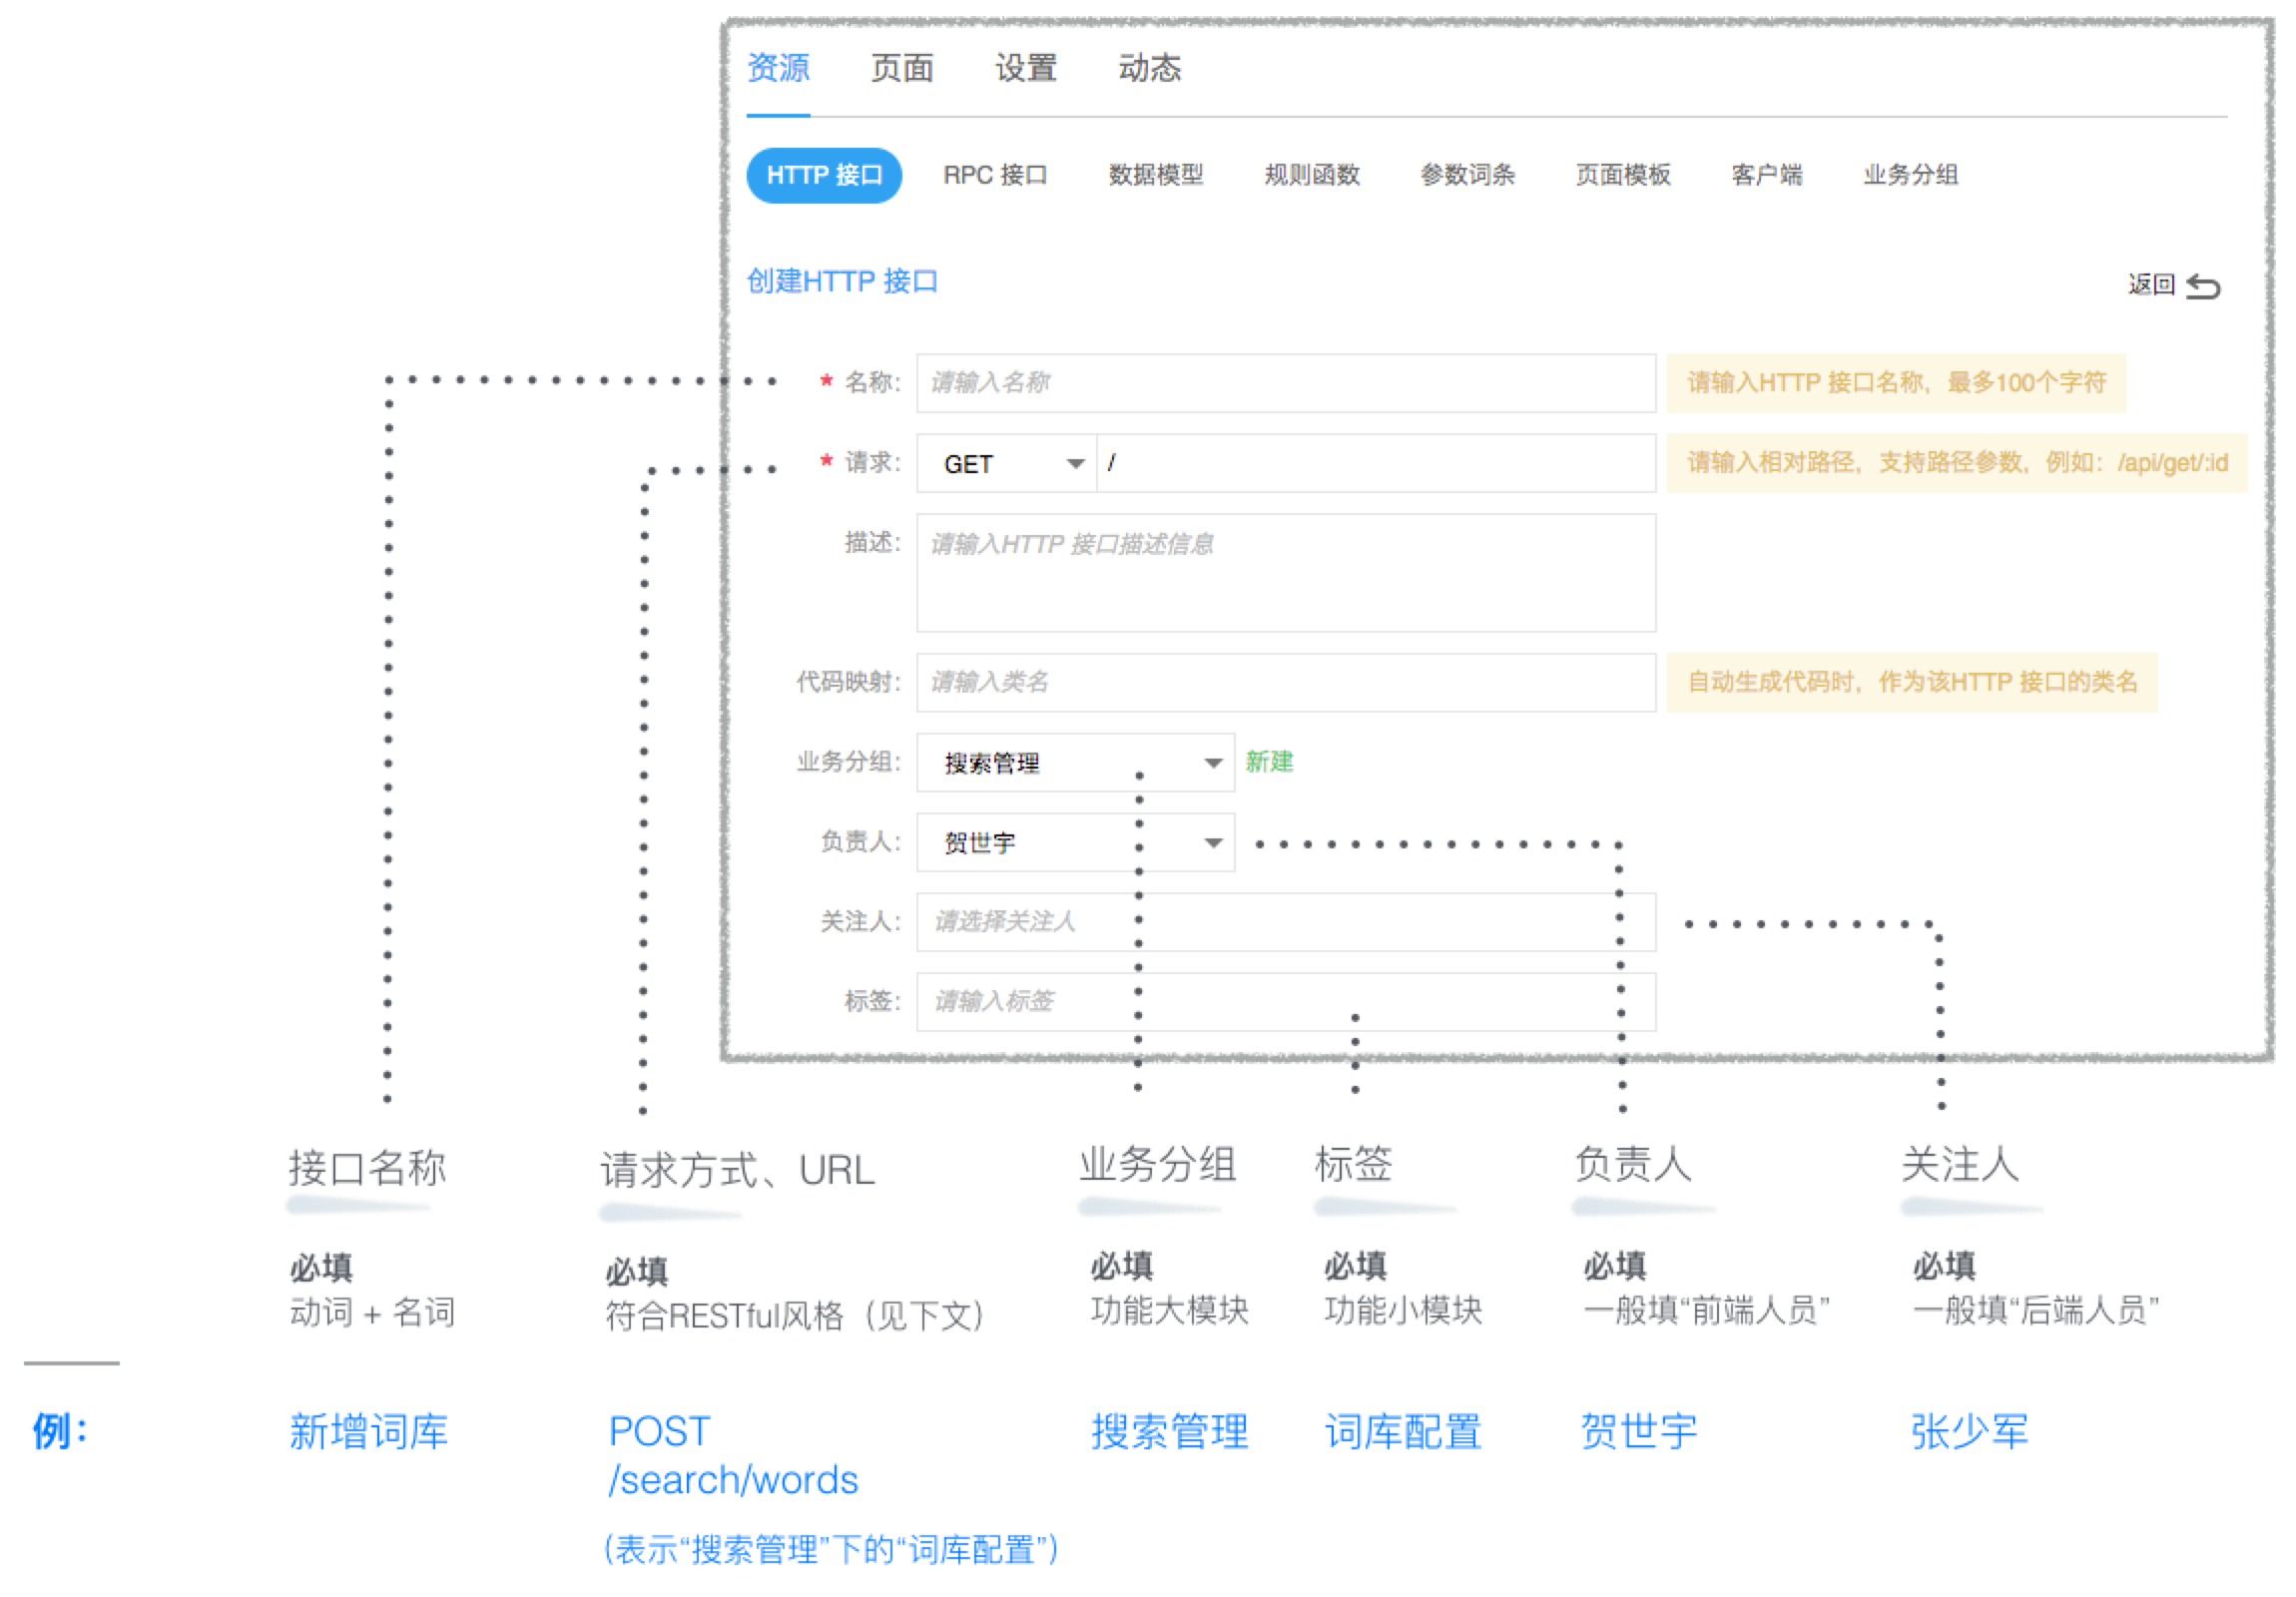 资源 页面 设置 动态
HTTP 接口 RPC 接口 数据模型 规则函数 参数词条 页面模板 客户端 业务分组
创建HTTP 接口 返回
* 名称: 请输入名称 请输入HTTP 接口名称，最多100个字符
* 请求: GET / 请输入相对路径，支持路径参数，例如：/api/get/:id
描述: 请输入HTTP 接口描述信息
代码映射: 请输入类名 自动生成代码时，作为该HTTP 接口的类名
业务分组: 搜索管理 新建
负责人: 贺世宇
关注人: 请选择关注人
标签: 请输入标签
接口名称 请求方式、URL 业务分组 标签 负责人 关注人
必填 必填 必填 必填 必填 必填
动词 + 名词 符合RESTful风格（见下文） 功能大模块 功能小模块 一般填“前端人员” 一般填“后端人员”
例： 新增词库 POST 搜索管理 词库配置 贺世宇 张少军
/search/words
（表示“搜索管理”下的“词库配置”）